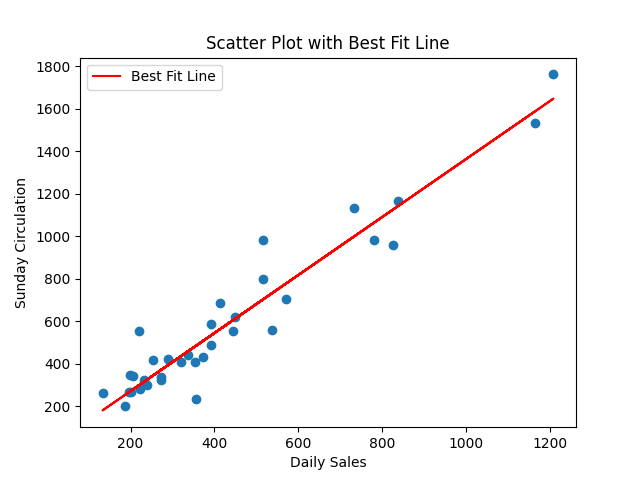 Scatter Plot with Best Fit Line
Best Fit Line
1800
1600
1400
1200
1000
800
600
400
200
Sunday Circulation
200 400 600 800 1000 1200
Daily Sales